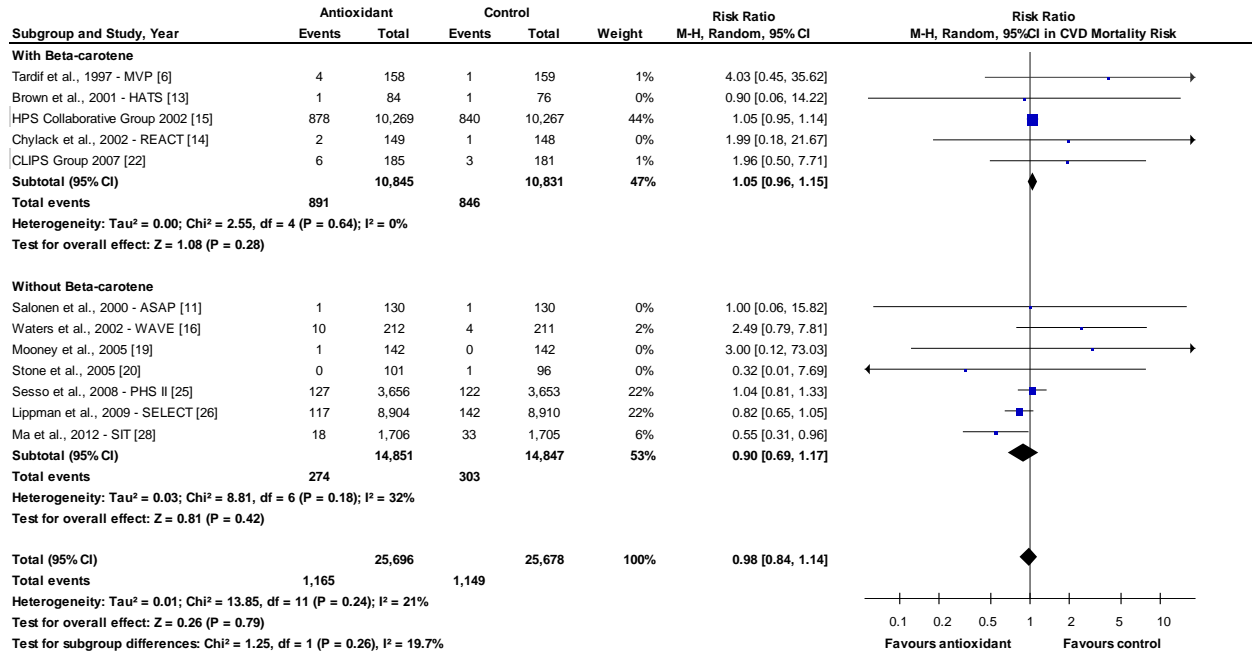 Antioxidant Control Risk Ratio Risk Ratio
Subgroup and Study, Year Events Total Events Total Weight M-H, Random, 95% CI M-H, Random, 95%CI in CVD Mortality Risk
With Beta-carotene
Tardif et al., 1997 - MVP [6] 4 158 1 159 1% 4.03 [0.45, 35.62]
Brown et al., 2001 - HATS [13] 1 84 1 76 0% 0.90 [0.06, 14.22]
HPS Collaborative Group 2002 [15] 878 10,269 840 10,267 44% 1.05 [0.95, 1.14]
Chylack et al., 2002 - REACT [14] 2 149 1 148 0% 1.99 [0.18, 21.67]
CLIPS Group 2007 [22] 6 185 3 181 1% 1.96 [0.50, 7.71]
Subtotal (95% CI) 10,845 10,831 47% 1.05 [0.96, 1.15]
Total events 891 846
Heterogeneity: Tau² = 0.00; Chi² = 2.55, df = 4 (P = 0.64); I² = 0%
Test for overall effect: Z = 1.08 (P = 0.28)
Without Beta-carotene
Salonen et al., 2000 - ASAP [11] 1 130 1 130 0% 1.00 [0.06, 15.82]
Waters et al., 2002 - WAVE [16] 10 212 4 211 2% 2.49 [0.79, 7.81]
Mooney et al., 2005 [19] 1 142 0 142 0% 3.00 [0.12, 73.03]
Stone et al., 2005 [20] 0 101 1 96 0% 0.32 [0.01, 7.69]
Sesso et al., 2008 - PHS II [25] 127 3,656 122 3,653 22% 1.04 [0.81, 1.33]
Lippman et al., 2009 - SELECT [26] 117 8,904 142 8,910 22% 0.82 [0.65, 1.05]
Ma et al., 2012 - SIT [28] 18 1,706 33 1,705 6% 0.55 [0.31, 0.96]
Subtotal (95% CI) 14,851 14,847 53% 0.90 [0.69, 1.17]
Total events 274 303
Heterogeneity: Tau² = 0.03; Chi² = 8.81, df = 6 (P = 0.18); I² = 32%
Test for overall effect: Z = 0.81 (P = 0.42)
Total (95% CI) 25,696 25,678 100% 0.98 [0.84, 1.14]
Total events 1,165 1,149
Heterogeneity: Tau² = 0.01; Chi² = 13.85, df = 11 (P = 0.24); I² = 21%
Test for overall effect: Z = 0.26 (P = 0.79)
Test for subgroup differences: Chi² = 1.25, df = 1 (P = 0.26), I² = 19.7%
0.1 0.2 0.5 1 2 5 10
Favours antioxidant Favours control